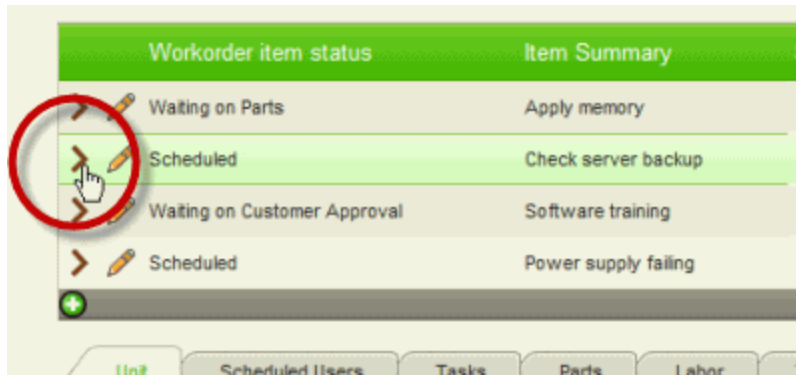 Workorder item status Item Summary
Waiting on Parts Apply memory
Scheduled Check server backup
Waiting on Customer Approval Software training
Scheduled Power supply failing
Unit Scheduled Users Tasks Parts Labor